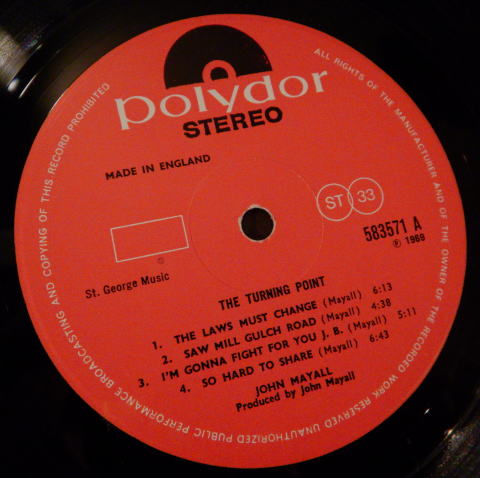 polydor
STEREO
MADE IN ENGLAND
ST 33
583571 A
℗ 1969
©
St. George Music
THE TURNING POINT
1. THE LAWS MUST CHANGE (Mayall) 6:13
2. SAW MILL GULCH ROAD (Mayall) 4:38
3. I'M GONNA FIGHT FOR YOU J. B. (Mayall) 5:11
4. SO HARD TO SHARE (Mayall) 6:43
JOHN MAYALL
Produced by John Mayall
ALL RIGHTS OF THE MANUFACTURER AND OF THE OWNER OF THE RECORDED WORK RESERVED UNAUTHORIZED PUBLIC PERFORMANCE BROADCASTING AND COPYING OF THIS RECORD PROHIBITED